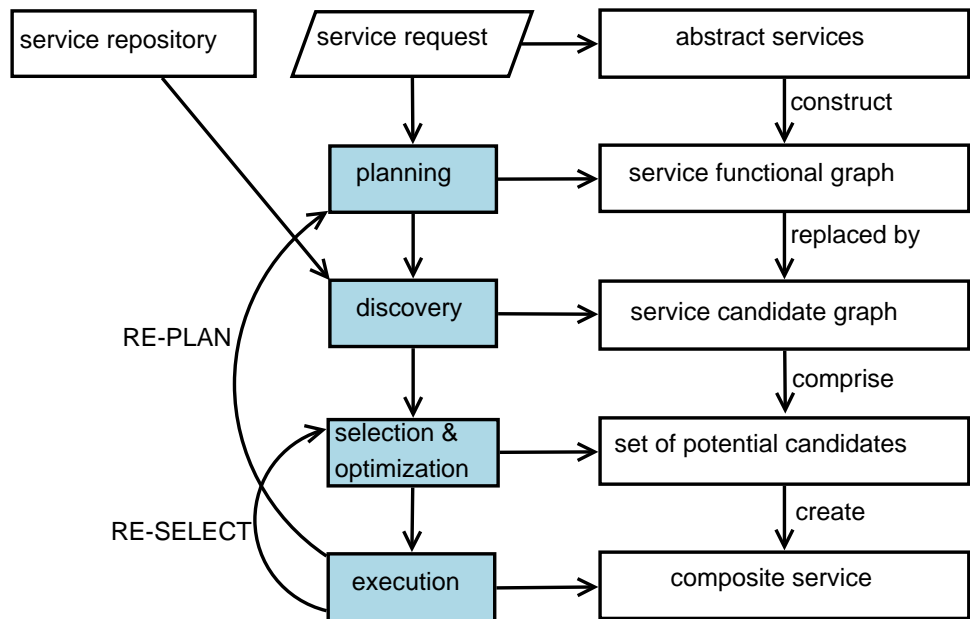 service repository
service request
abstract services
construct
planning
service functional graph
replaced by
discovery
service candidate graph
RE-PLAN
comprise
selection &
optimization
set of potential candidates
create
RE-SELECT
execution
composite service